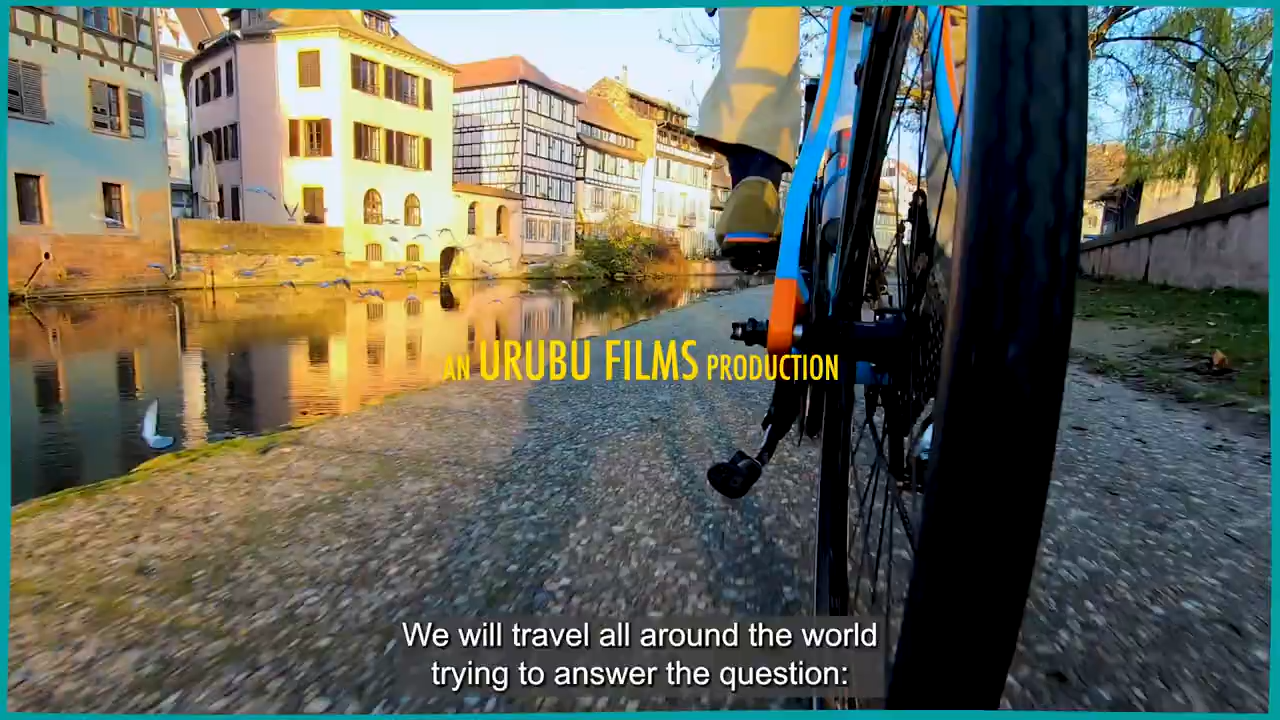 AN URUBU FILMS PRODUCTION
We will travel all around the world
trying to answer the question: